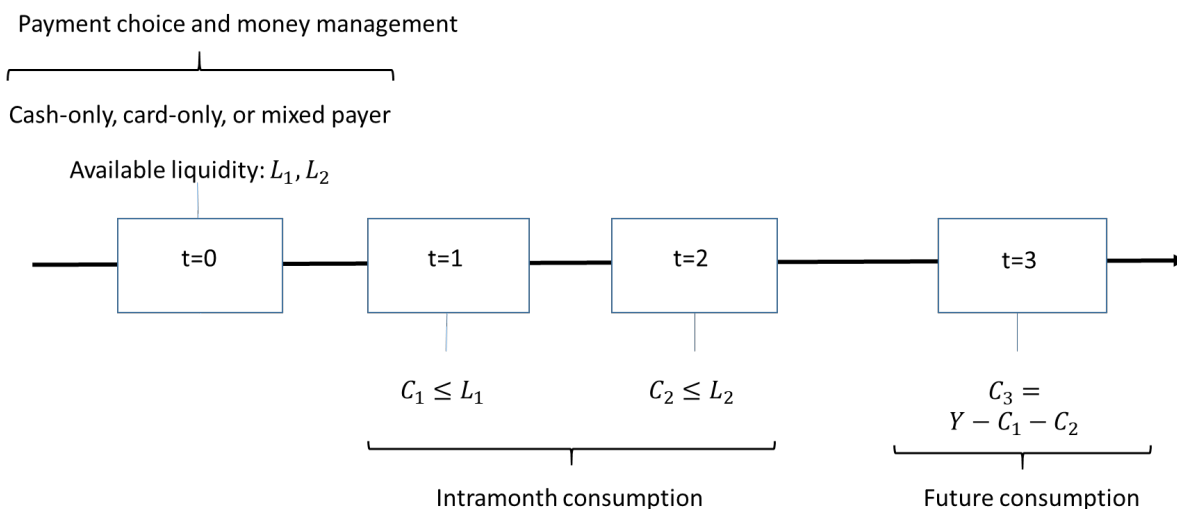 Payment choice and money management
Cash-only, card-only, or mixed payer
Available liquidity: L₁, L₂
t=0
t=1
t=2
t=3
C₁ ≤ L₁
C₂ ≤ L₂
C₃ =
Y − C₁ − C₂
Intramonth consumption
Future consumption